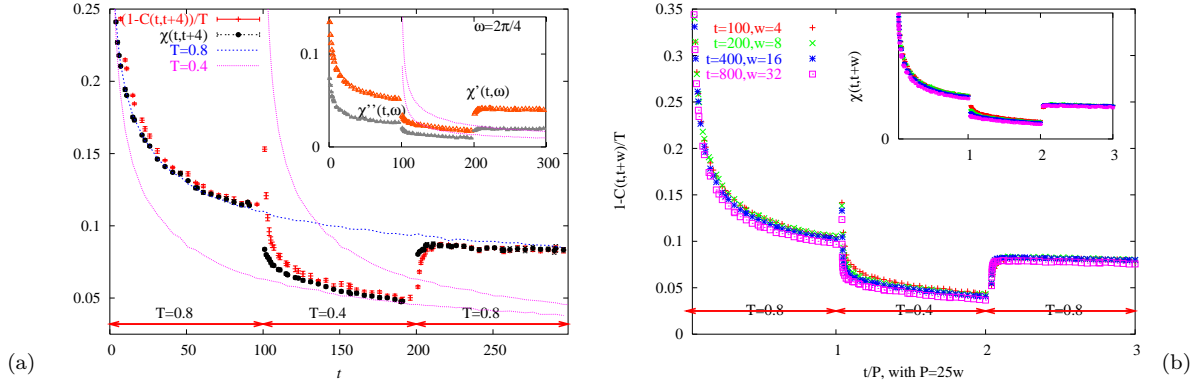 0.25
0.2
0.15
0.1
0.05
(1-C(t,t+4))/T
χ(t,t+4)
T=0.8
T=0.4
ω=2π/4
0.1
0
χ''(t,ω)
χ'(t,ω)
0 100 200 300
T=0.8 T=0.4 T=0.8
0 50 100 150 200 250
t
(a)
0.35
0.3
0.25
0.2
0.15
0.1
0.05
0
1-C(t,t+w)/T
t=100,w=4
t=200,w=8
t=400,w=16
t=800,w=32
χ(t,t+w)
0
0 1 2 3
T=0.8 T=0.4 T=0.8
1 2 3
t/P, with P=25w
(b)